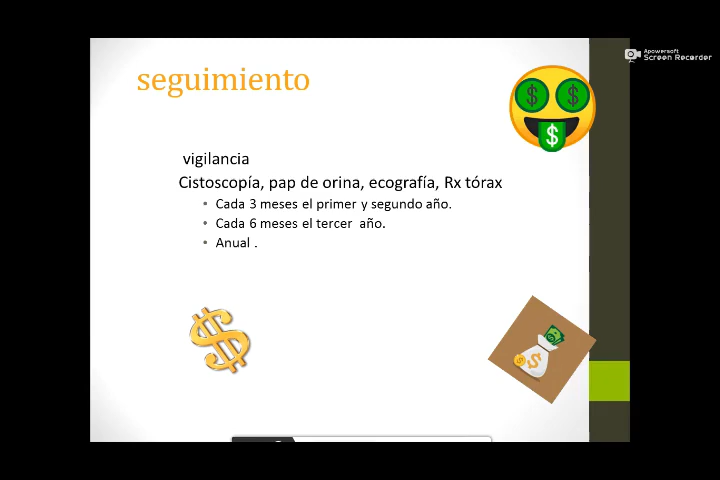 seguimiento
Apowersoft
Screen Recorder
vigilancia
Cistoscopía, pap de orina, ecografía, Rx tórax
• Cada 3 meses el primer y segundo año.
• Cada 6 meses el tercer año.
• Anual .